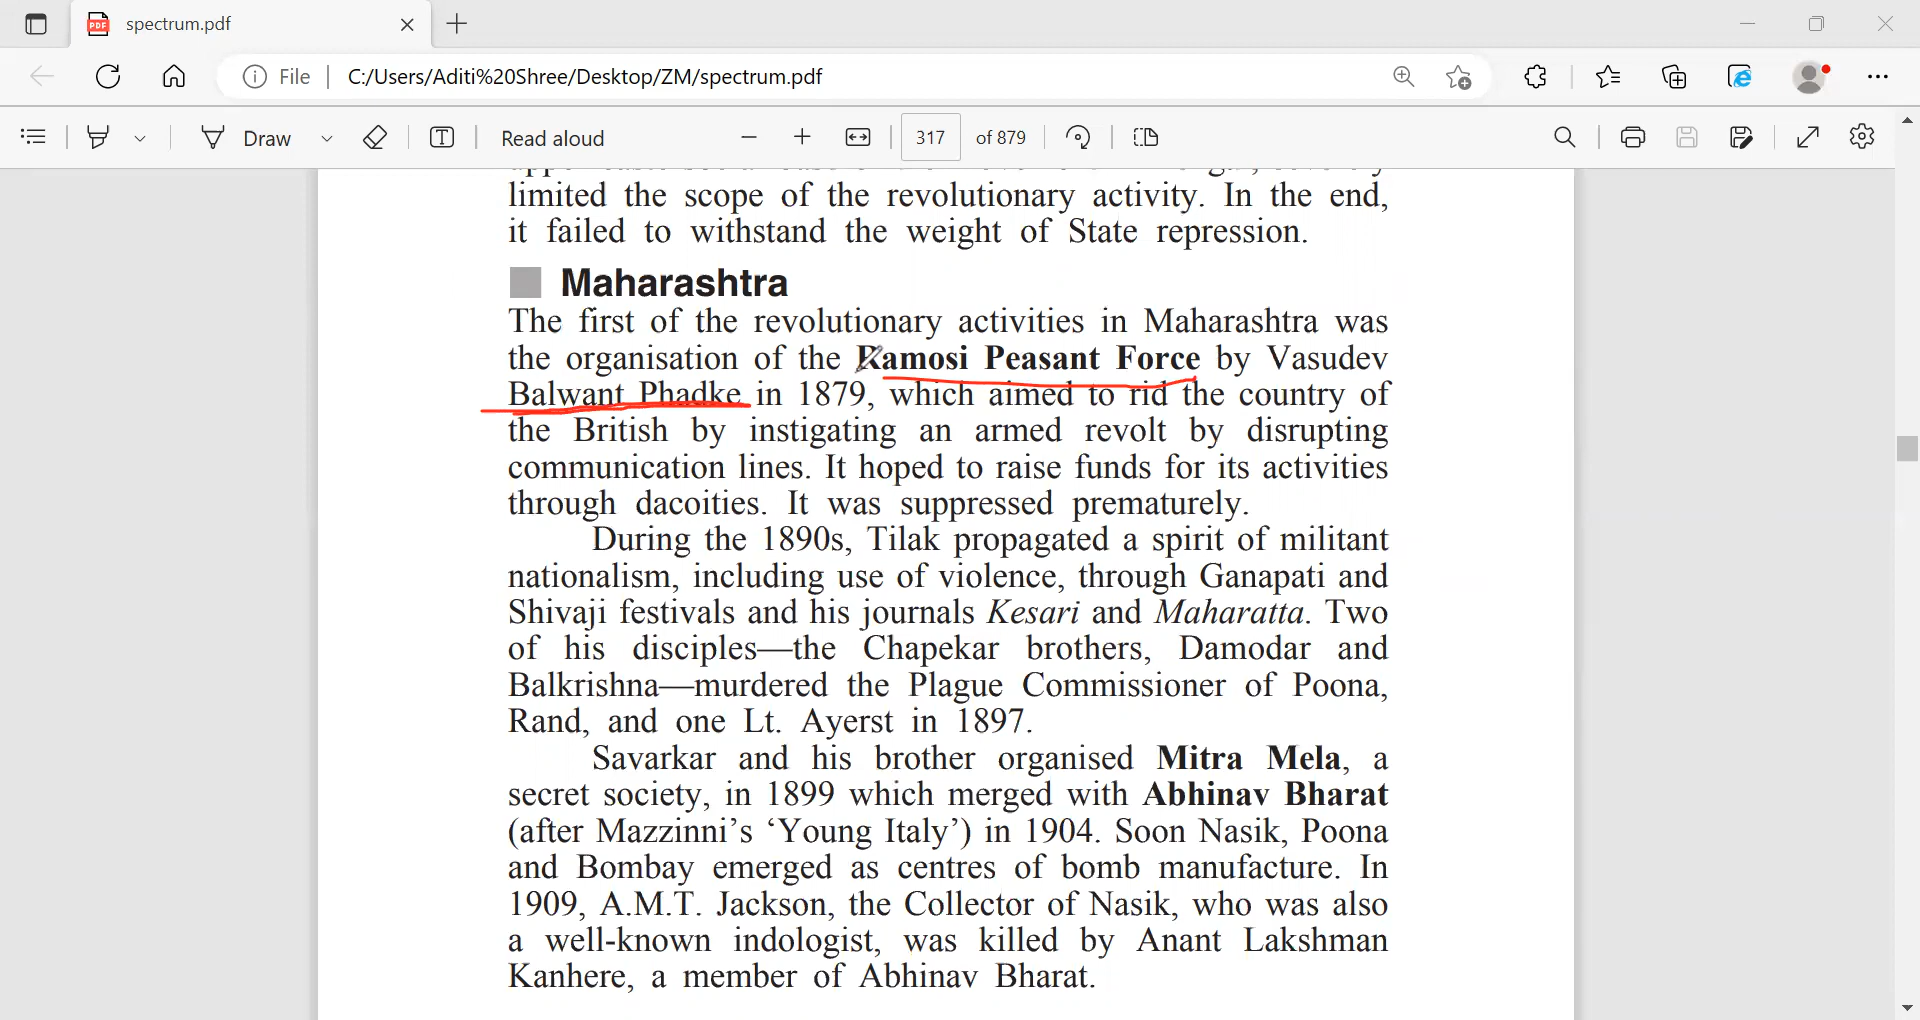 spectrum.pdf
File
C:/Users/Aditi%20Shree/Desktop/ZM/spectrum.pdf
Draw
Read aloud
317 of 879
limited the scope of the revolutionary activity. In the end,
it failed to withstand the weight of State repression.
Maharashtra
The first of the revolutionary activities in Maharashtra was
the organisation of the Ramosi Peasant Force by Vasudev
Balwant Phadke in 1879, which aimed to rid the country of
the British by instigating an armed revolt by disrupting
communication lines. It hoped to raise funds for its activities
through dacoities. It was suppressed prematurely.
During the 1890s, Tilak propagated a spirit of militant
nationalism, including use of violence, through Ganapati and
Shivaji festivals and his journals Kesari and Maharatta. Two
of his disciples—the Chapekar brothers, Damodar and
Balkrishna—murdered the Plague Commissioner of Poona,
Rand, and one Lt. Ayerst in 1897.
Savarkar and his brother organised Mitra Mela, a
secret society, in 1899 which merged with Abhinav Bharat
(after Mazzinni’s ‘Young Italy’) in 1904. Soon Nasik, Poona
and Bombay emerged as centres of bomb manufacture. In
1909, A.M.T. Jackson, the Collector of Nasik, who was also
a well-known indologist, was killed by Anant Lakshman
Kanhere, a member of Abhinav Bharat.